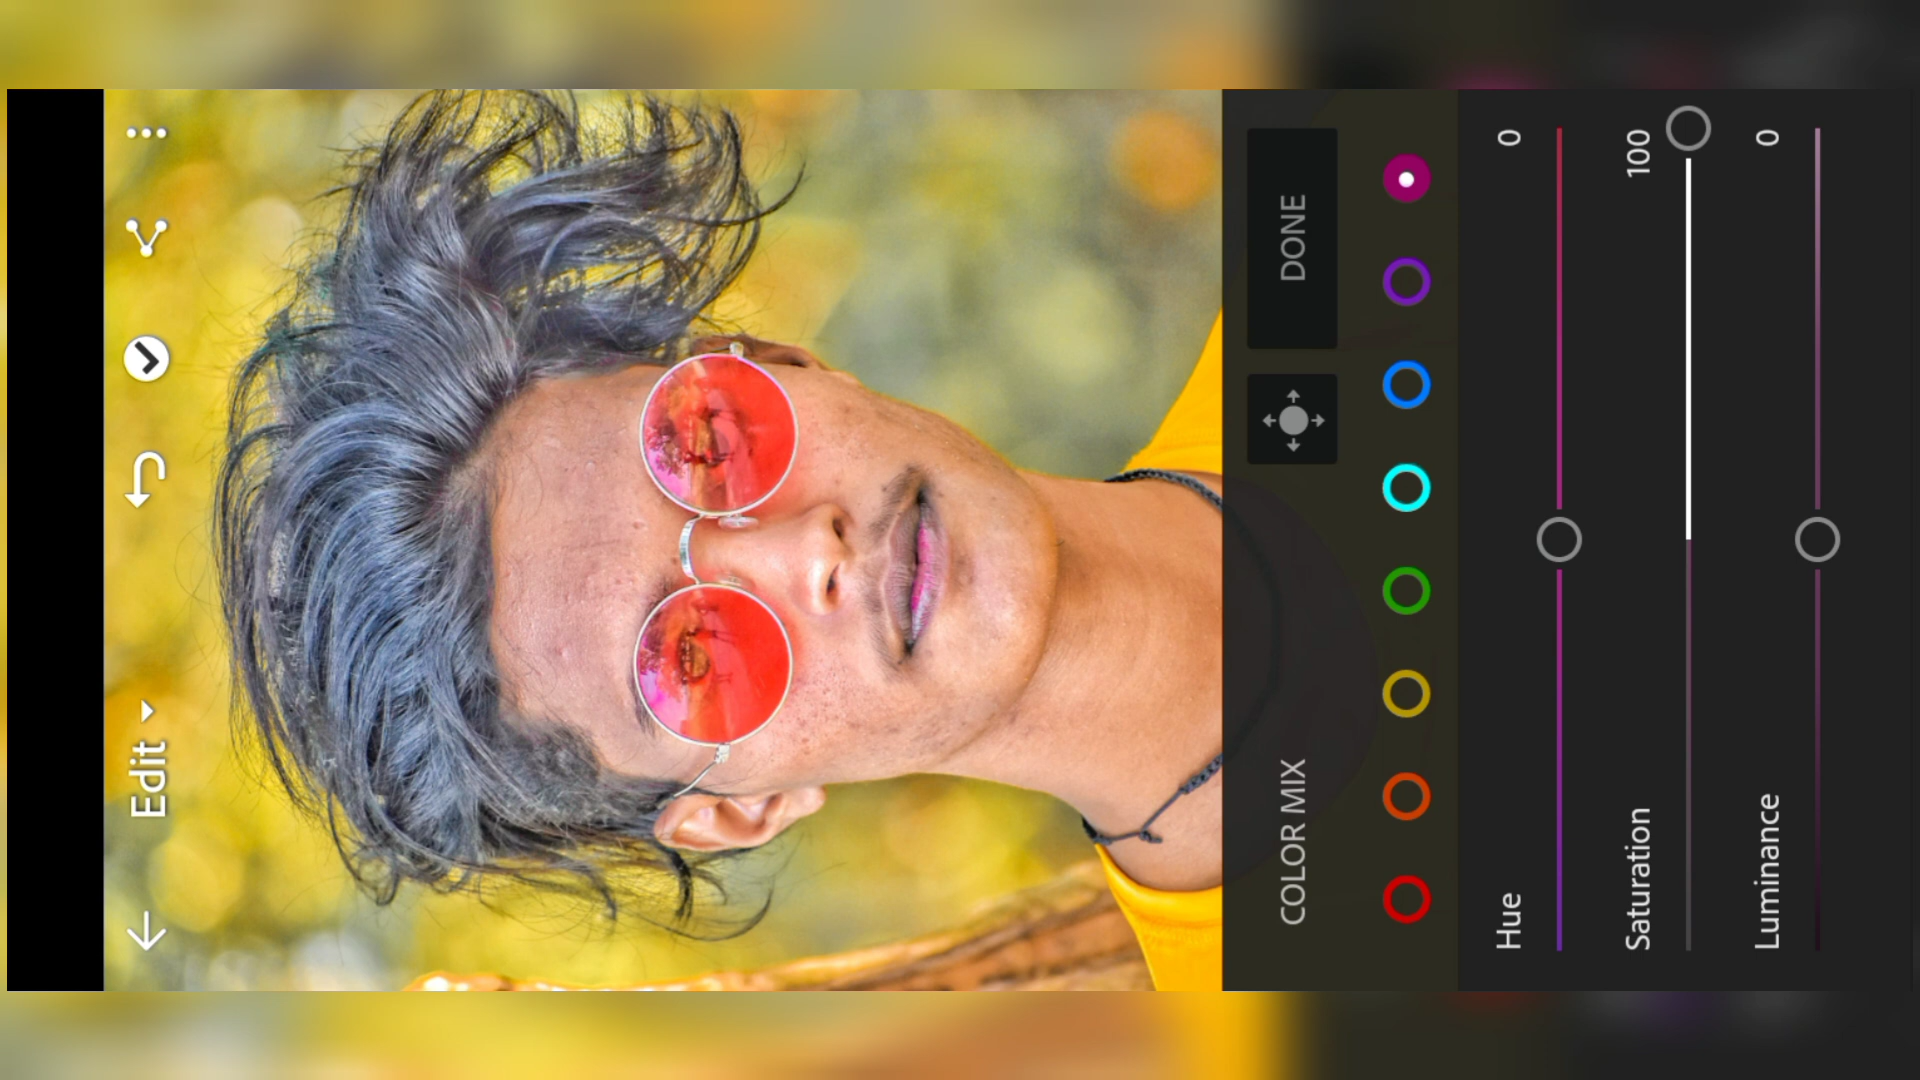 Edit
COLOR MIX
DONE
Hue
0
Saturation
100
Luminance
0